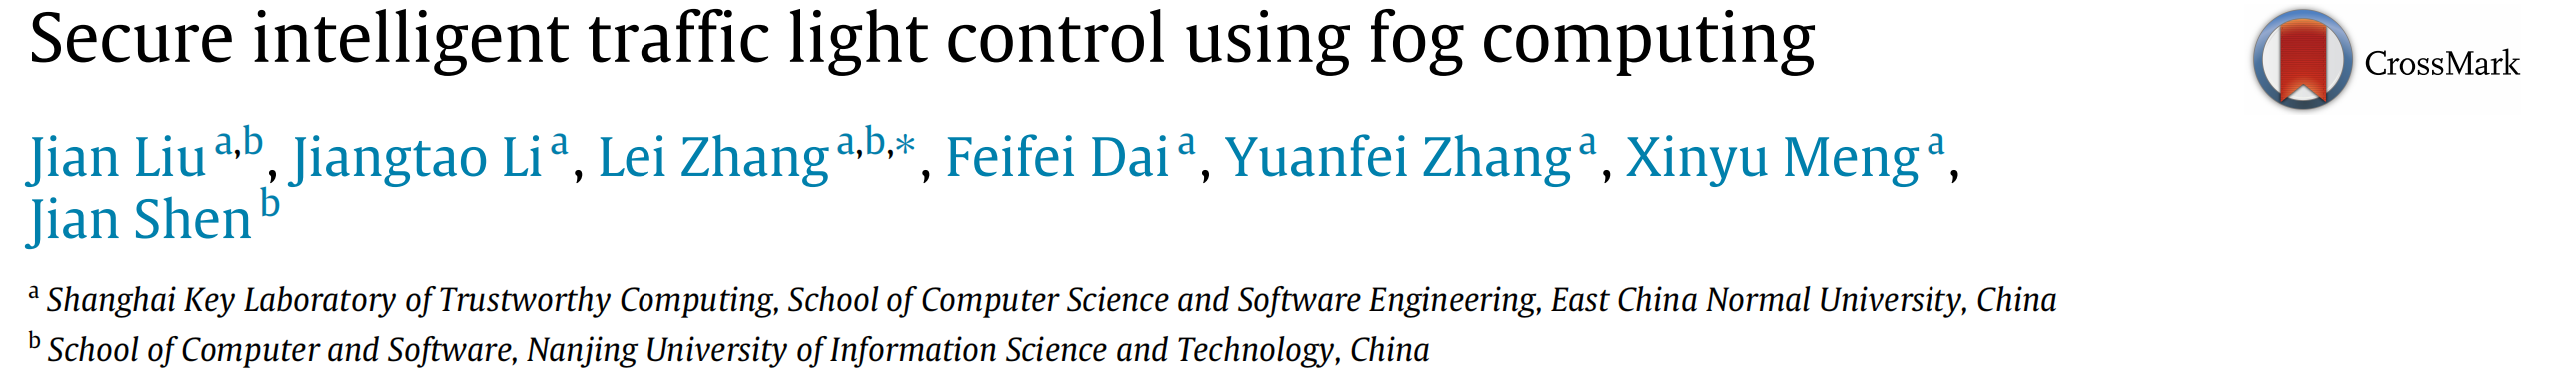 Secure intelligent traffic light control using fog computing
CrossMark
Jian Liu a,b, Jiangtao Li a, Lei Zhang a,b,*, Feifei Dai a, Yuanfei Zhang a, Xinyu Meng a,
Jian Shen b
a Shanghai Key Laboratory of Trustworthy Computing, School of Computer Science and Software Engineering, East China Normal University, China
b School of Computer and Software, Nanjing University of Information Science and Technology, China